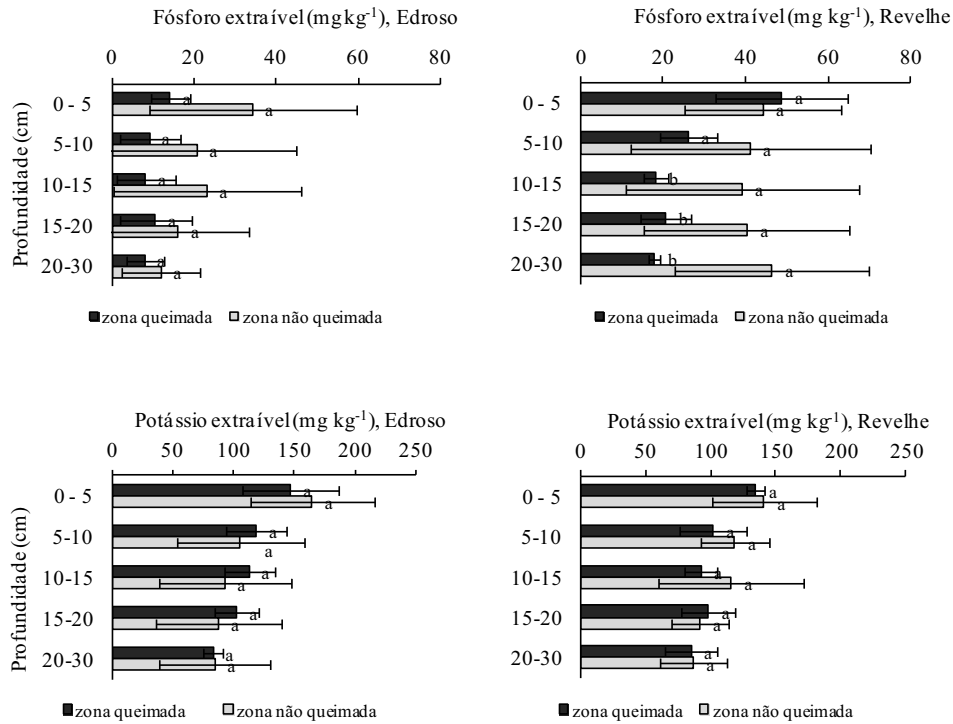 Fósforo extraível (mg kg⁻¹), Edroso
0 20 40 60 80
Profundidade (cm)
0 - 5
a
a
5-10
a
a
10-15
a
a
15-20
a
a
20-30
a
a
zona queimada zona não queimada
Fósforo extraível (mg kg⁻¹), Revelhe
0 20 40 60 80
0 - 5
a
a
5-10
a
a
10-15
b
a
15-20
b
a
20-30
b
a
zona queimada zona não queimada
Potássio extraível (mg kg⁻¹), Edroso
0 50 100 150 200 250
Profundidade (cm)
0 - 5
a
a
5-10
a
a
10-15
a
a
15-20
a
a
20-30
a
a
zona queimada zona não queimada
Potássio extraível (mg kg⁻¹), Revelhe
0 50 100 150 200 250
0 - 5
a
a
5-10
a
a
10-15
a
a
15-20
a
a
20-30
a
a
zona queimada zona não queimada